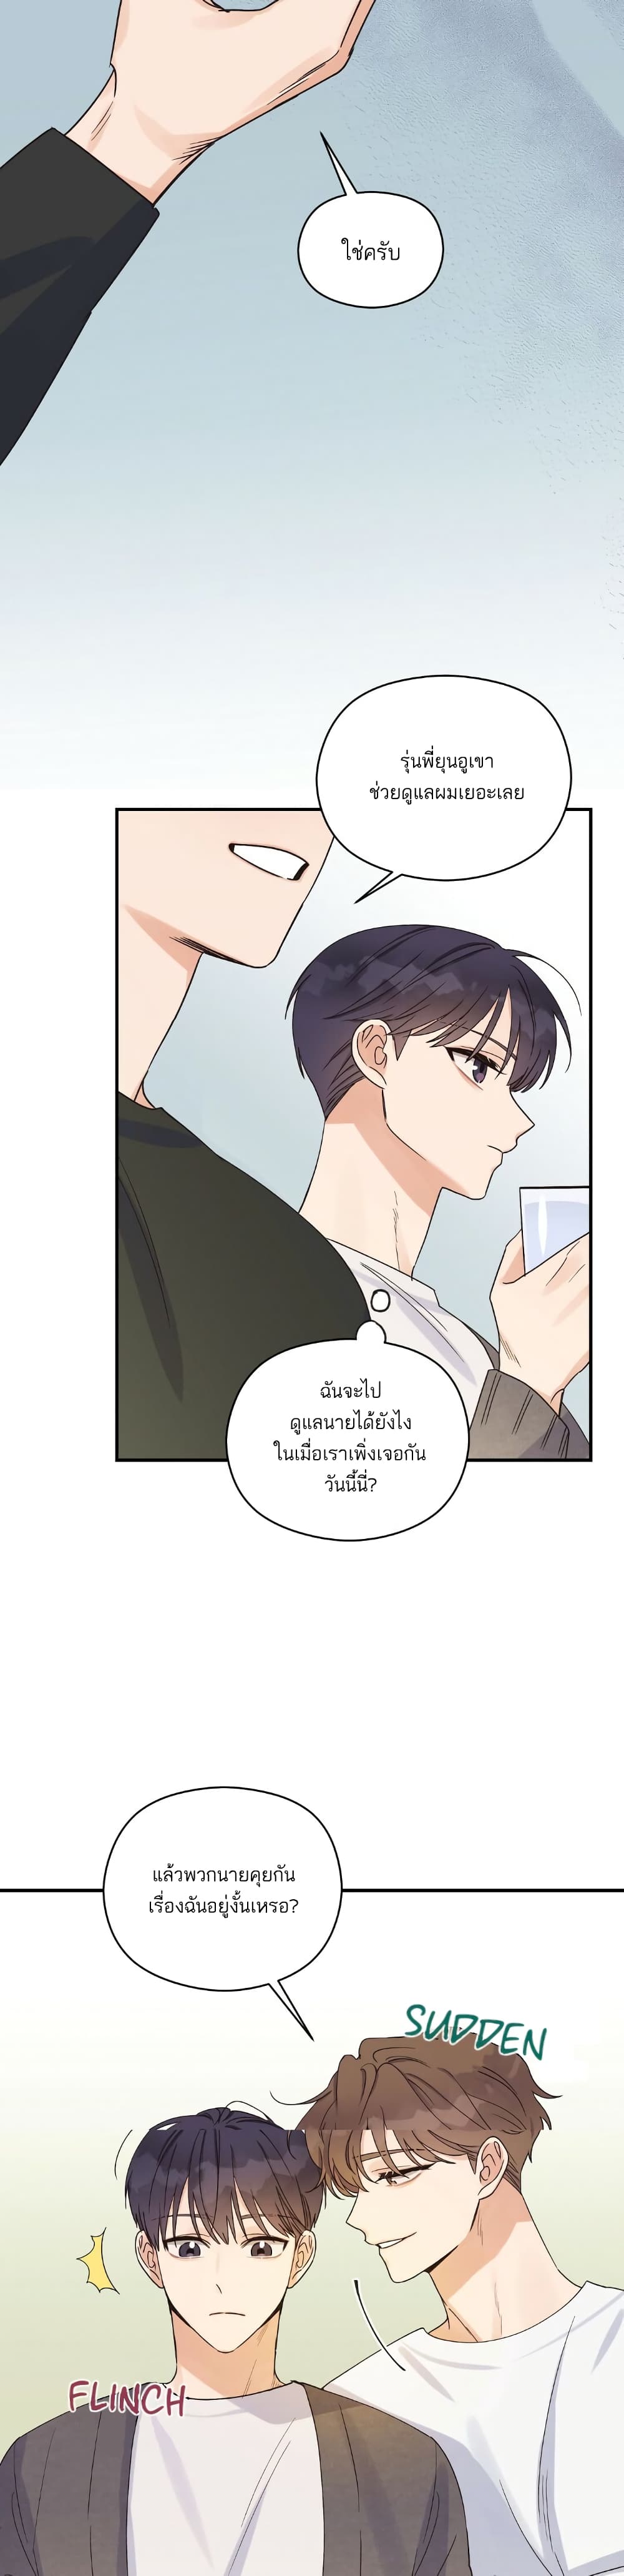 ใช่ครับ
รุ่นพี่ยุนอูเขา
ช่วยดูแลผมเยอะเลย
ฉันจะไป
ดูแลนายได้ยังไง
ในเมื่อเราเพิ่งเจอกัน
วันนี้นี่?
แล้วพวกนายคุยกัน
เรื่องฉันอยู่งั้นเหรอ?
SUDDEN
FLINCH